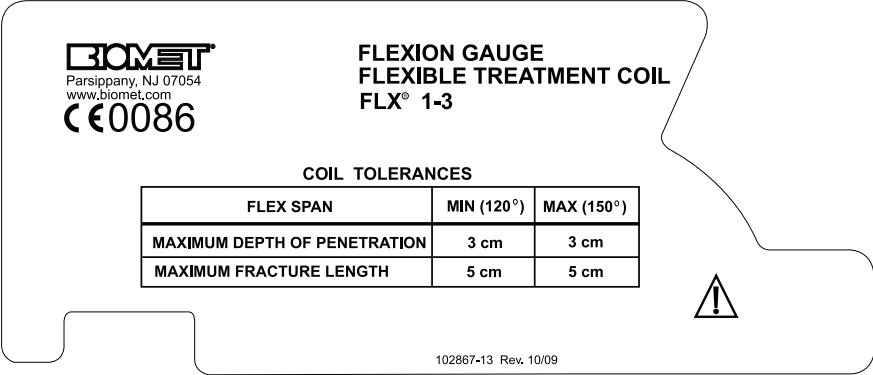 BIOMET®
Parsippany, NJ 07054
www.biomet.com
CE0086
FLEXION GAUGE
FLEXIBLE TREATMENT COIL
FLX® 1-3
COIL TOLERANCES
FLEX SPAN MIN (120°) MAX (150°)
MAXIMUM DEPTH OF PENETRATION 3 cm 3 cm
MAXIMUM FRACTURE LENGTH 5 cm 5 cm
102867-13 Rev. 10/09